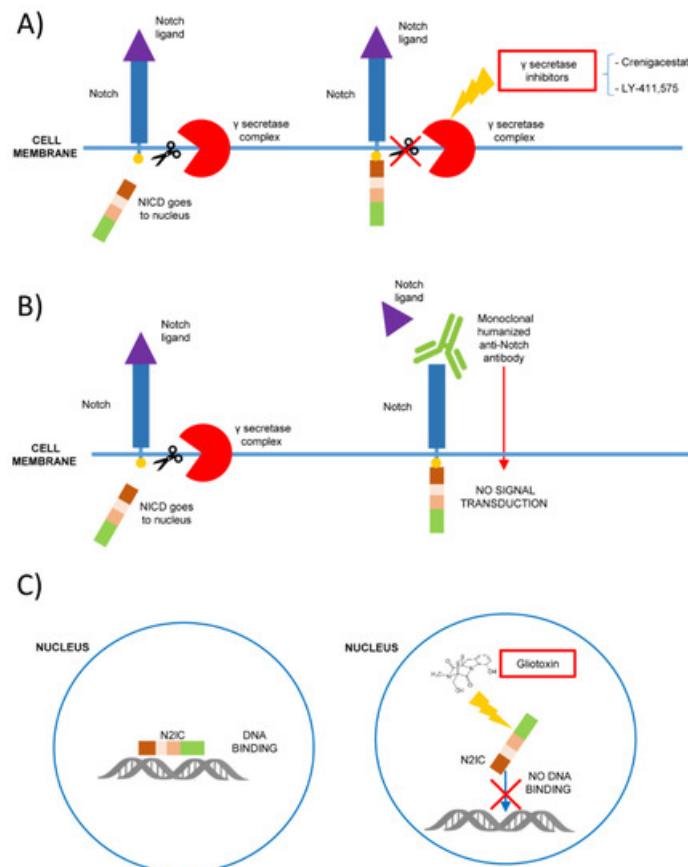 A)
Notch
ligand
Notch
CELL
MEMBRANE
γ secretase
complex
NICD goes
to nucleus
Notch
ligand
Notch
γ secretase
complex
γ secretase
inhibitors
- Crenigacestat
- LY-411,575
B)
Notch
ligand
Notch
CELL
MEMBRANE
γ secretase
complex
NICD goes
to nucleus
Notch
ligand
Monoclonal
humanized
anti-Notch
antibody
Notch
NO SIGNAL
TRANSDUCTION
C)
NUCLEUS
N2IC
DNA
BINDING
NUCLEUS
Gliotoxin
N2IC
NO DNA
BINDING